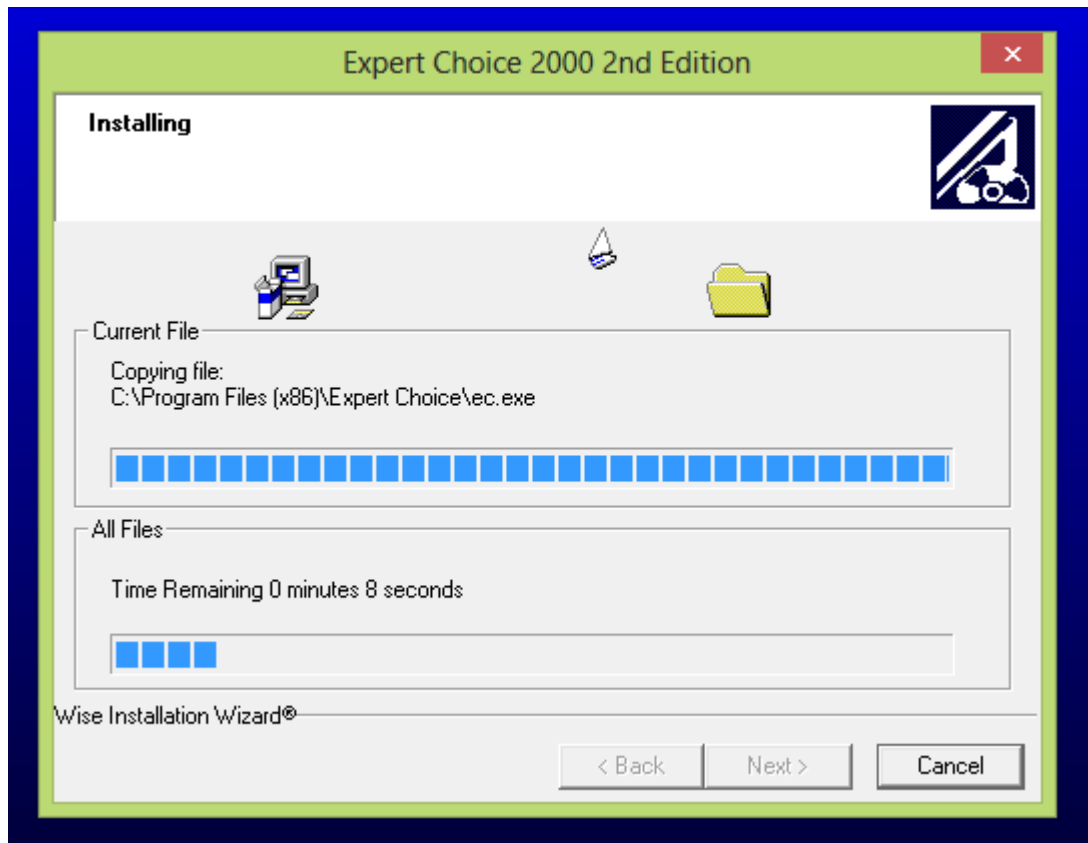 Expert Choice 2000 2nd Edition
Installing
Current File
Copying file:
C:\Program Files (x86)\Expert Choice\ec.exe
All Files
Time Remaining 0 minutes 8 seconds
Wise Installation Wizard®
< Back
Next >
Cancel